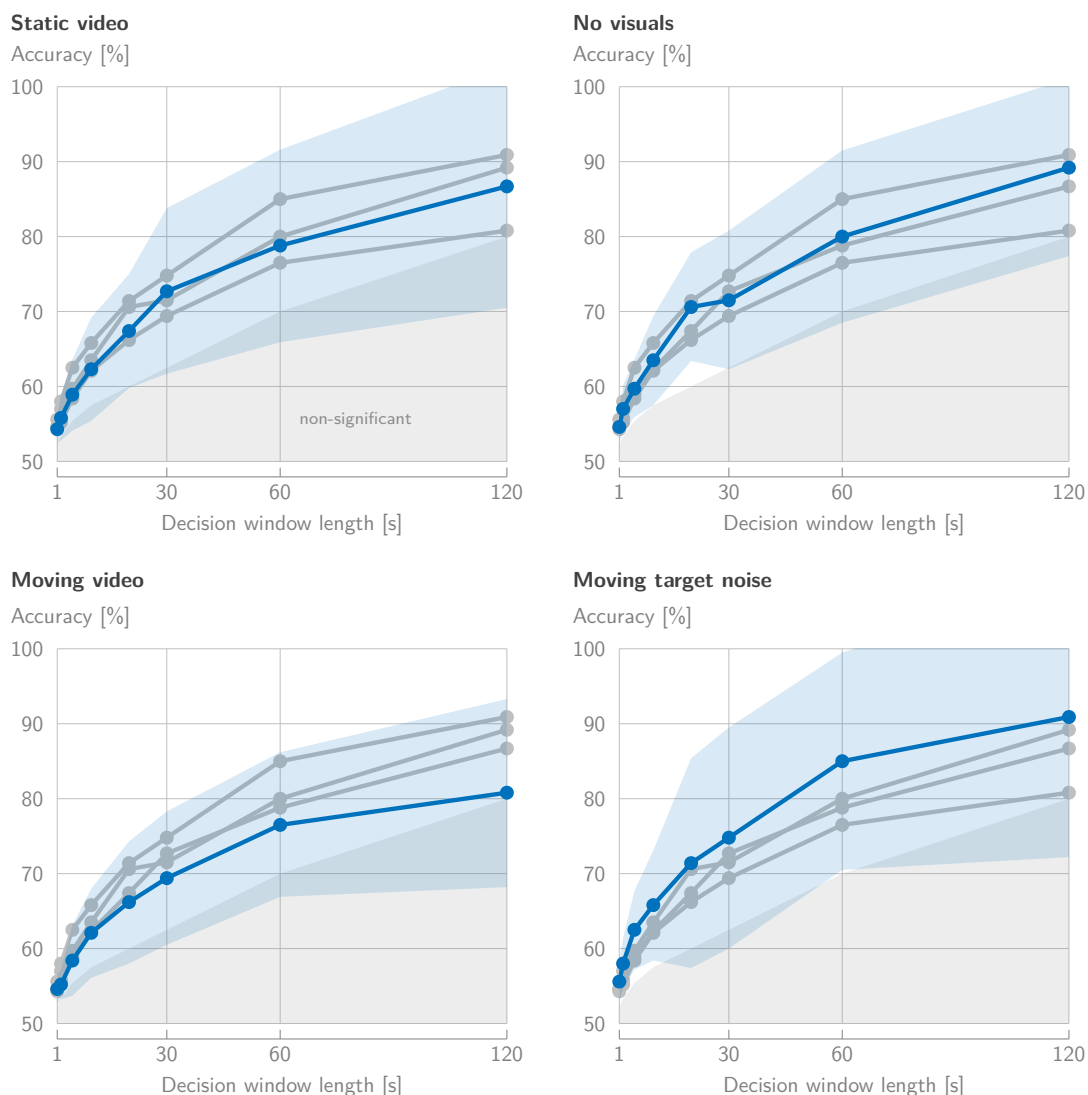 Static video
Accuracy [%]
100
90
80
70
60
50
non-significant
1 30 60 120
Decision window length [s]
No visuals
Accuracy [%]
100
90
80
70
60
50
1 30 60 120
Decision window length [s]
Moving video
Accuracy [%]
100
90
80
70
60
50
1 30 60 120
Decision window length [s]
Moving target noise
Accuracy [%]
100
90
80
70
60
50
1 30 60 120
Decision window length [s]